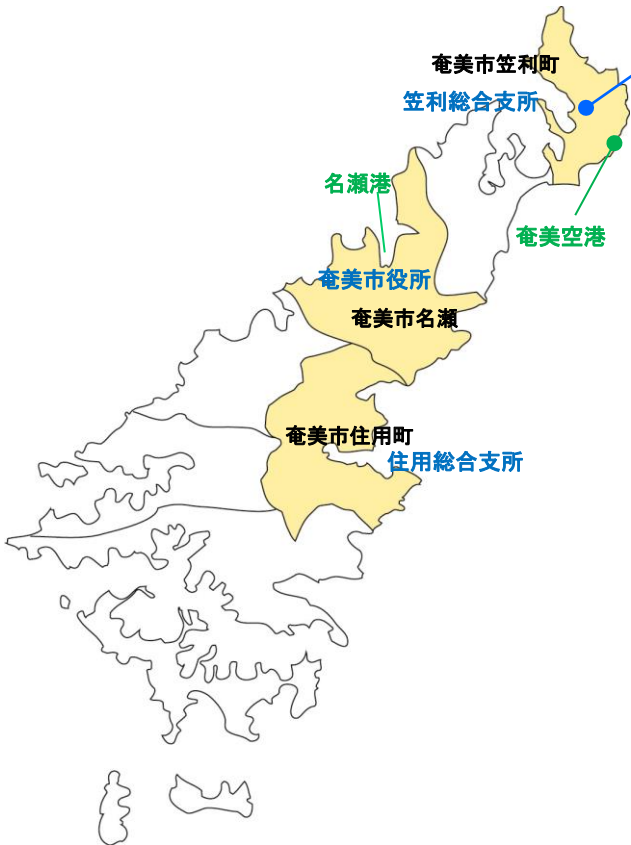 奄美市笠利町
笠利総合支所
名瀬港
奄美空港
奄美市役所
奄美市名瀬
奄美市住用町
住用総合支所